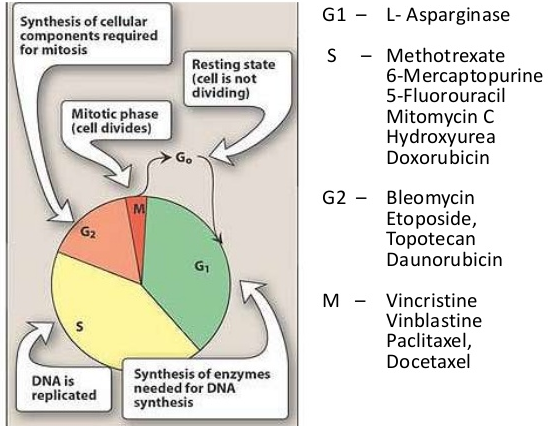 Synthesis of cellular
components required
for mitosis
Resting state
(cell is not
dividing)
Mitotic phase
(cell divides)
G₀
M
G₂
G₁
S
DNA is
replicated
Synthesis of enzymes
needed for DNA
synthesis
G1 – L- Asparginase
S – Methotrexate
6-Mercaptopurine
5-Fluorouracil
Mitomycin C
Hydroxyurea
Doxorubicin
G2 – Bleomycin
Etoposide,
Topotecan
Daunorubicin
M – Vincristine
Vinblastine
Paclitaxel,
Docetaxel